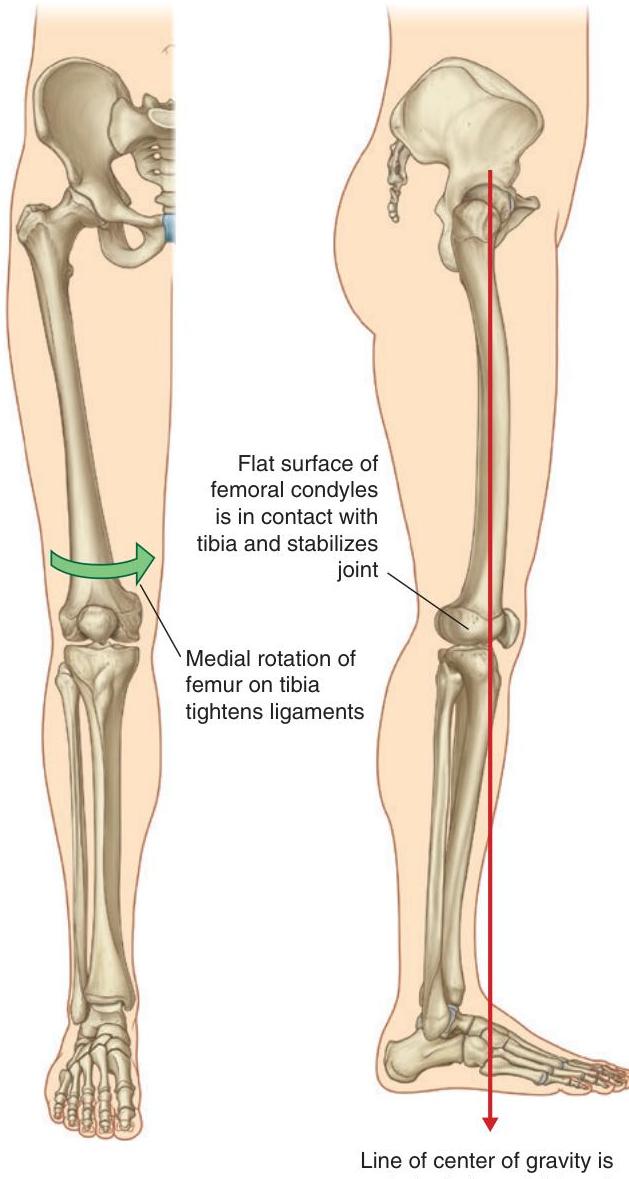 Flat surface of
femoral condyles
is in contact with
tibia and stabilizes
joint
Medial rotation of
femur on tibia
tightens ligaments
Line of center of gravity is